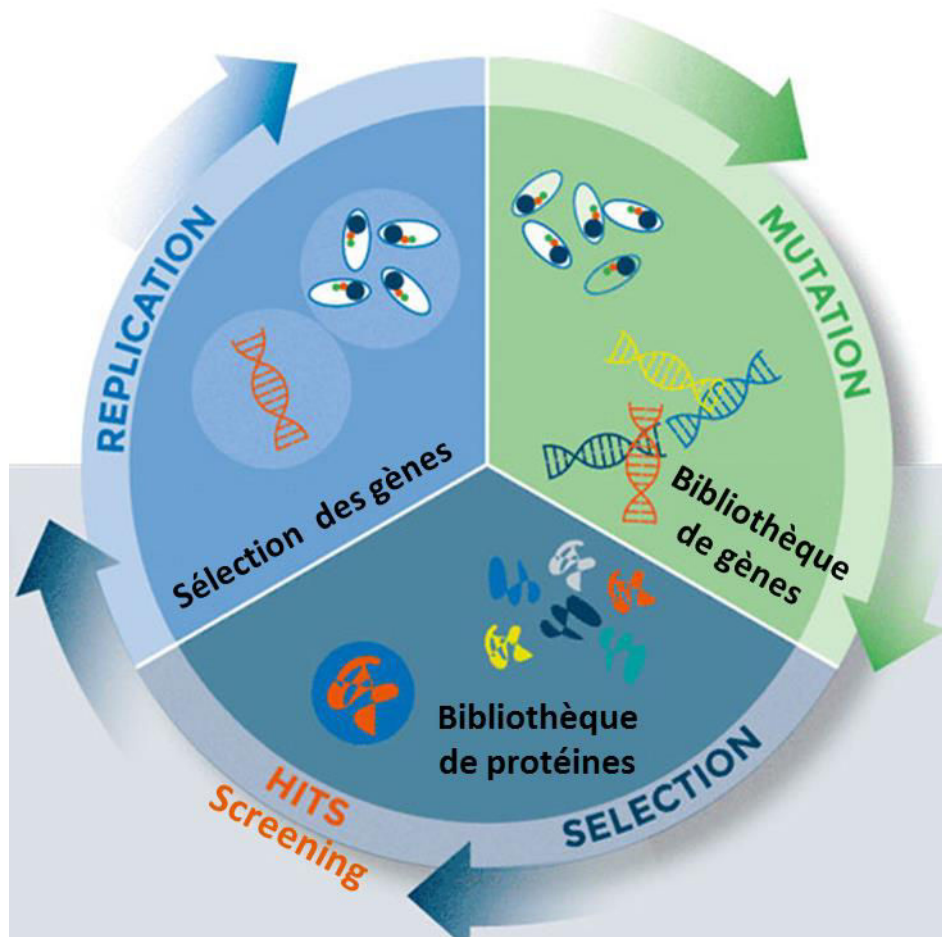 REPLICATION
MUTATION
Sélection des gènes
Bibliothèque
de gènes
Bibliothèque
de protéines
HITS
Screening
SELECTION